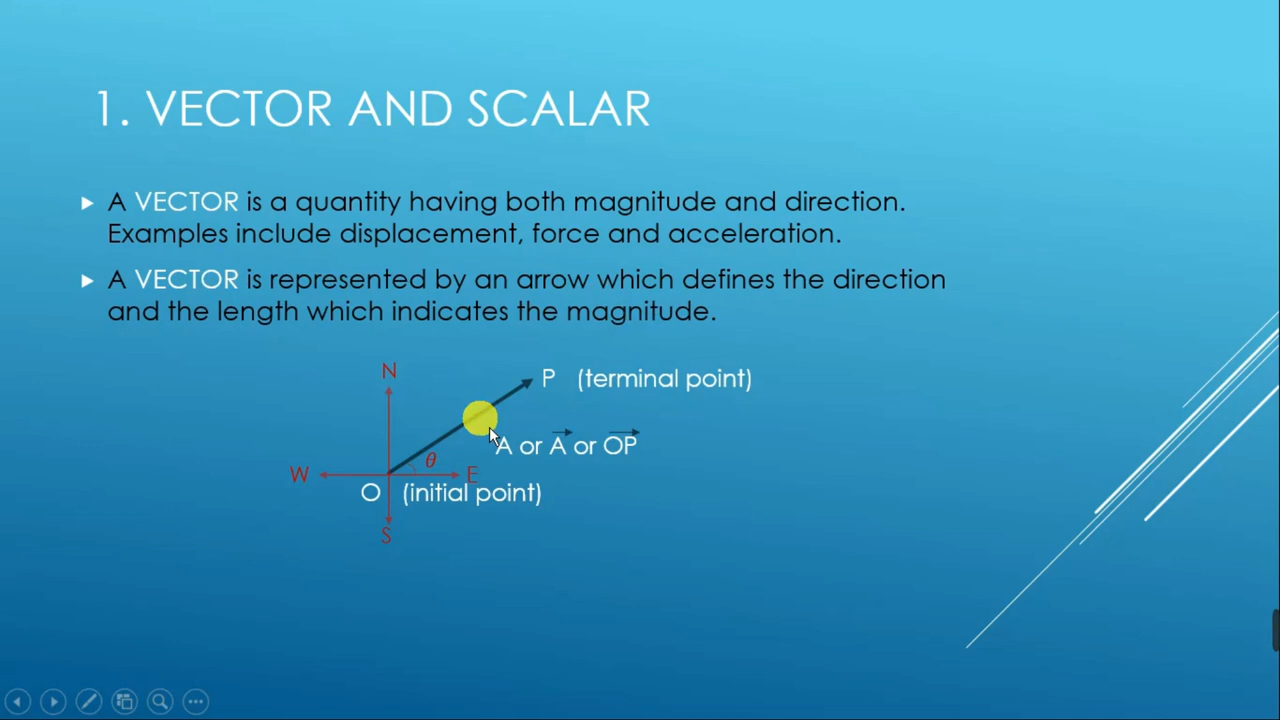 1. VECTOR AND SCALAR
A VECTOR is a quantity having both magnitude and direction.
Examples include displacement, force and acceleration.
A VECTOR is represented by an arrow which defines the direction
and the length which indicates the magnitude.
N
P (terminal point)
A or A or OP
θ
W
E
O (initial point)
S